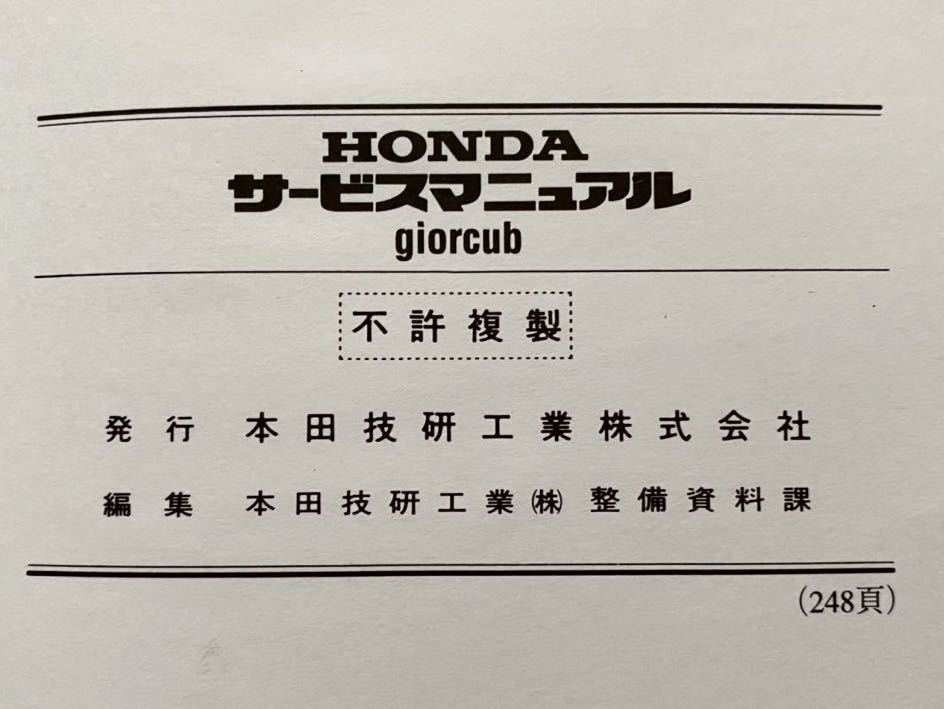 HONDA
サービスマニュアル
giorcub
不許複製
発行 本田技研工業株式会社
編集 本田技研工業㈱ 整備資料課
(248頁)